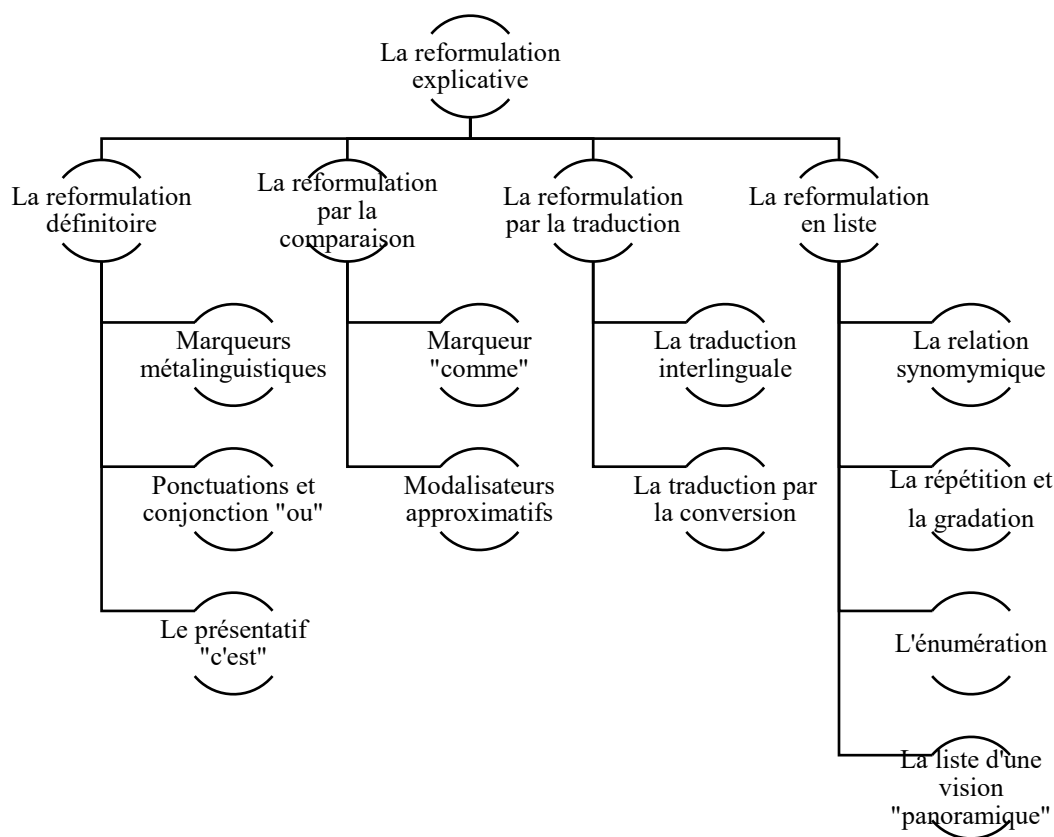 La reformulation
explicative
La reformulation
définitoire
La reformulation
par la
comparaison
La reformulation
par la traduction
La reformulation
en liste
Marqueurs
métalinguistiques
Marqueur
"comme"
La traduction
interlinguale
La relation
synomymique
Ponctuations et
conjonction "ou"
Modalisateurs
approximatifs
La traduction par
la conversion
La répétition et
la gradation
Le présentatif
"c'est"
L'énumération
La liste d'une
vision
"panoramique"